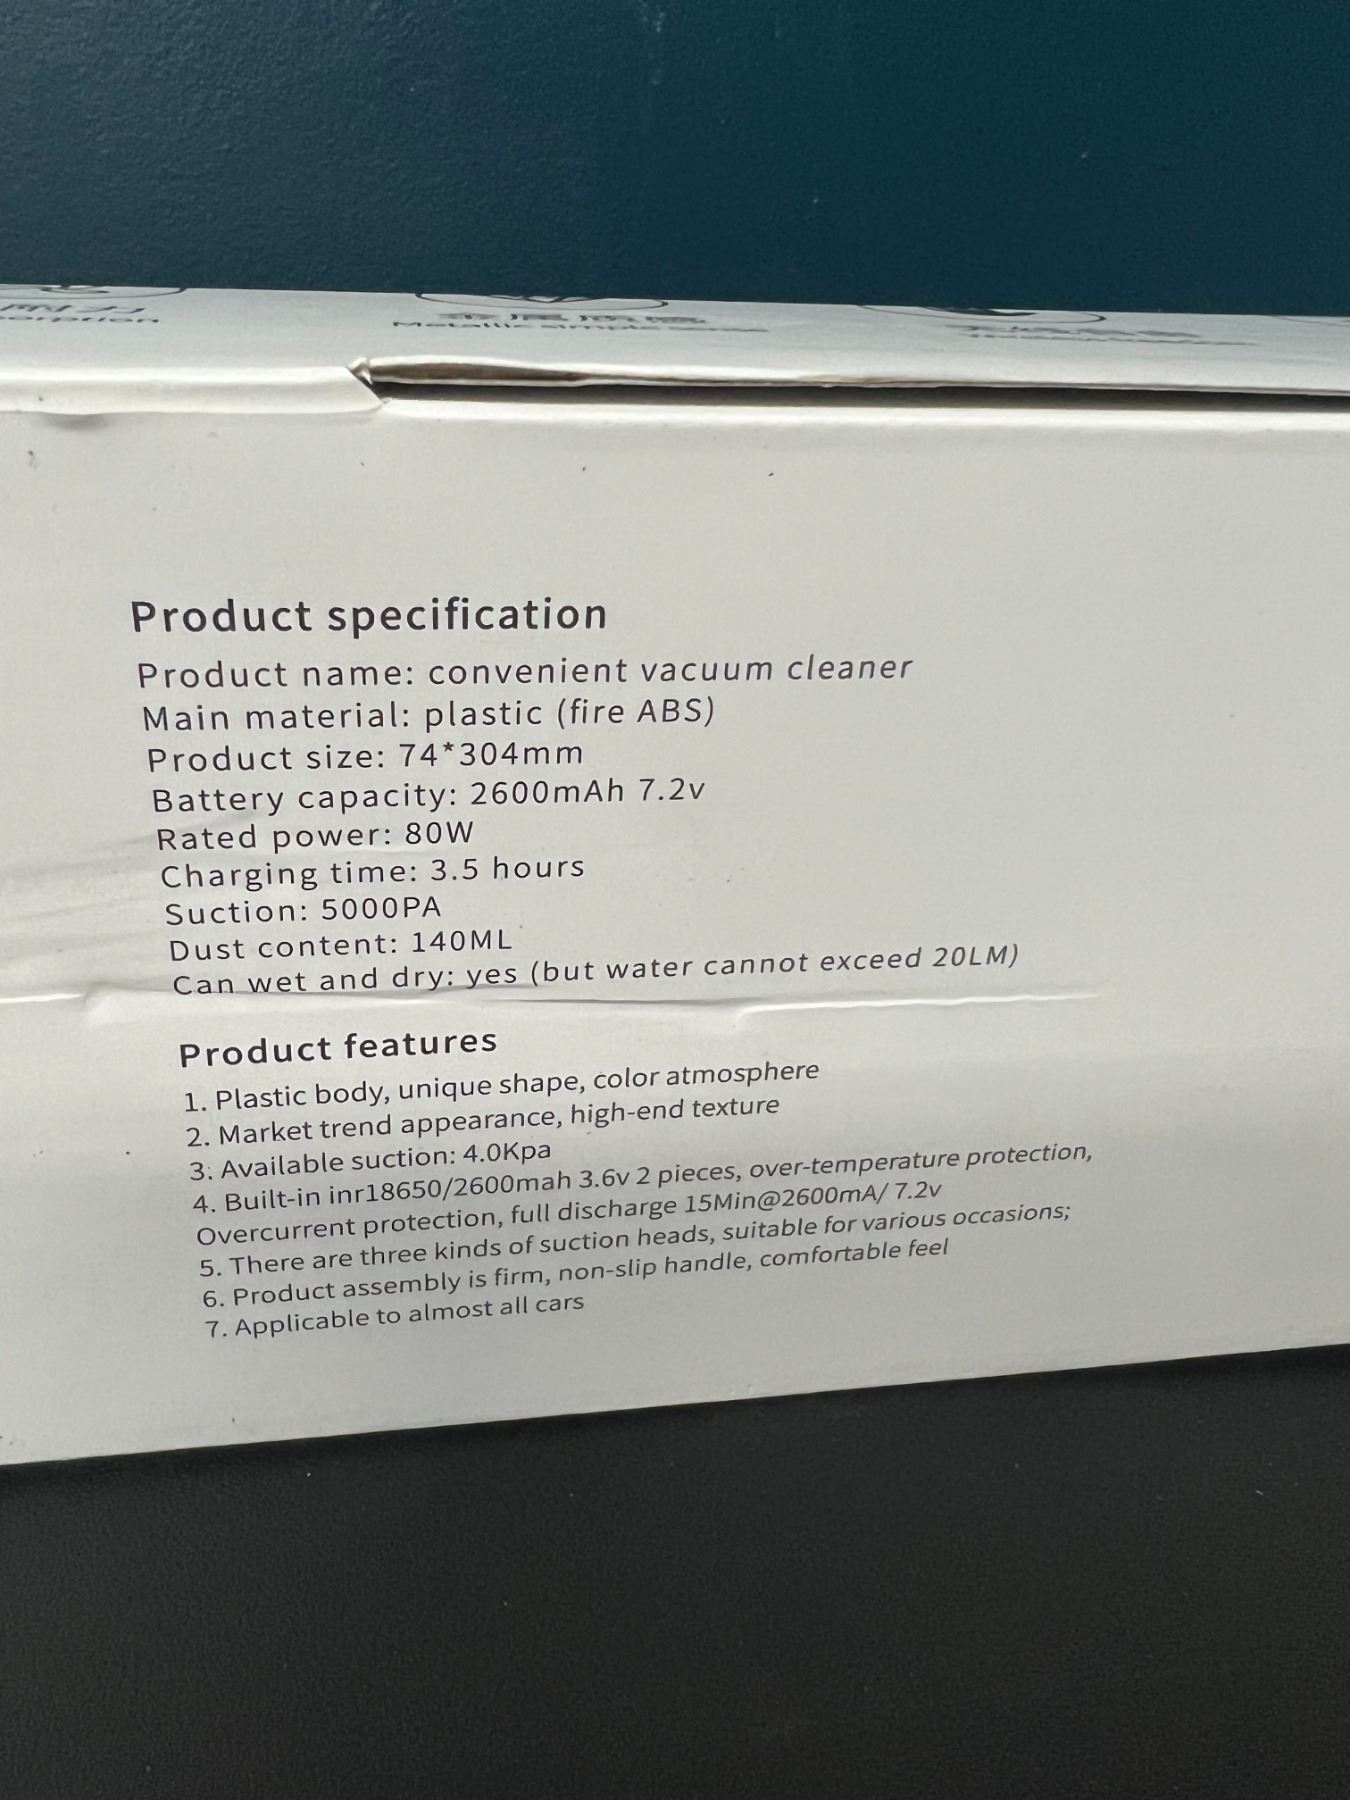 Metallic simple sense
Product specification
Product name: convenient vacuum cleaner
Main material: plastic (fire ABS)
Product size: 74*304mm
Battery capacity: 2600mAh 7.2v
Rated power: 80W
Charging time: 3.5 hours
Suction: 5000PA
Dust content: 140ML
Can wet and dry: yes (but water cannot exceed 20LM)
Product features
1. Plastic body, unique shape, color atmosphere
2. Market trend appearance, high-end texture
3. Available suction: 4.0Kpa
4. Built-in inr18650/2600mah 3.6v 2 pieces, over-temperature protection,
Overcurrent protection, full discharge 15Min@2600mA/ 7.2v
5. There are three kinds of suction heads, suitable for various occasions;
6. Product assembly is firm, non-slip handle, comfortable feel
7. Applicable to almost all cars